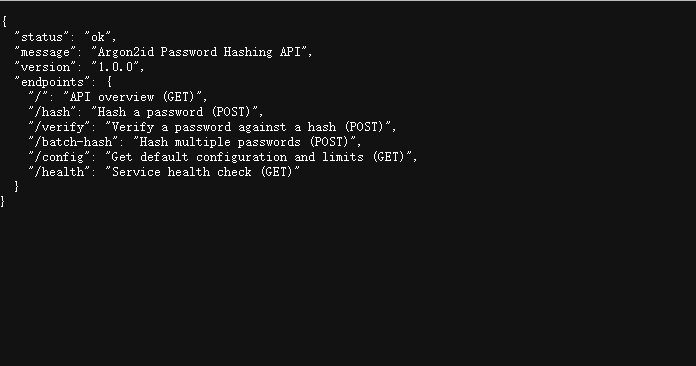 {
  "status": "ok",
  "message": "Argon2id Password Hashing API",
  "version": "1.0.0",
  "endpoints": {
    "/": "API overview (GET)",
    "/hash": "Hash a password (POST)",
    "/verify": "Verify a password against a hash (POST)",
    "/batch-hash": "Hash multiple passwords (POST)",
    "/config": "Get default configuration and limits (GET)",
    "/health": "Service health check (GET)"
  }
}